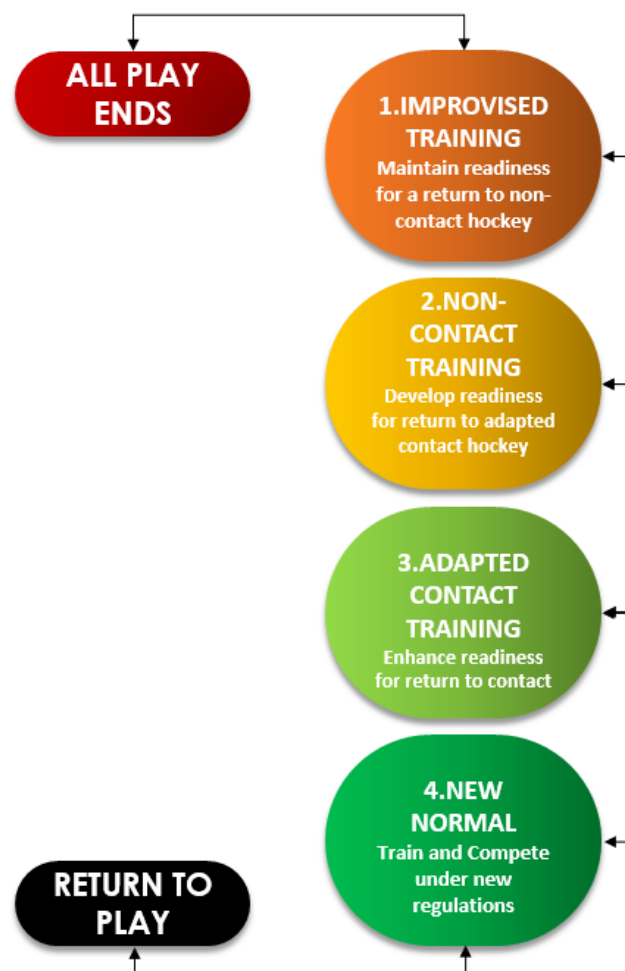 ALL PLAY
ENDS
1.IMPROVISED
TRAINING
Maintain readiness
for a return to non-
contact hockey
2.NON-
CONTACT
TRAINING
Develop readiness
for return to adapted
contact hockey
3.ADAPTED
CONTACT
TRAINING
Enhance readiness
for return to contact
4.NEW
NORMAL
Train and Compete
under new
regulations
RETURN TO
PLAY